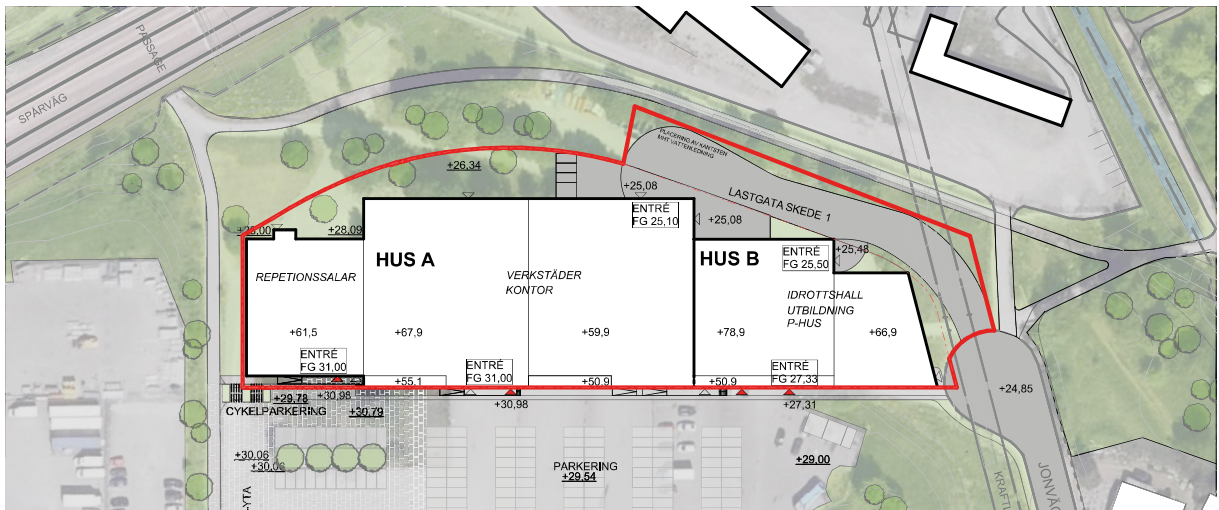 PASSAGE
SPÅRVÄG
PLACERING AV KANTSTEN
MHT VATTENLEDNING
+26,34
+25,08
LASTGATA SKEDE 1
ENTRÉ
FG 25,10
+25,08
+28,09
HUS A
HUS B
ENTRÉ
FG 25,50
+25,48
REPETIONSSALAR
VERKSTÄDER
KONTOR
IDROTTSHALL
UTBILDNING
P-HUS
+61,5
+67,9
+59,9
+78,9
+66,9
ENTRÉ
FG 31,00
ENTRÉ
FG 31,00
ENTRÉ
FG 27,33
+55,1
+50,9
+50,9
+24,85
+29,78
+30,98
CYKELPARKERING
+30,79
+30,98
+27,31
+30,06
PARKERING
+29,54
+29,00
-YTA
KRAFTL
JONVÄG